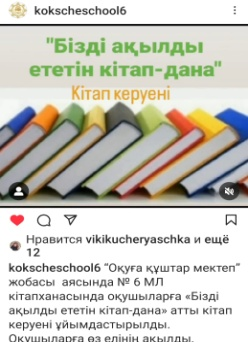 kokscheschool6
"Бізді ақылды
ететін кітап-дана"
Кітап керуені
Нравится vikikucheryaschka и ещё
12
kokscheschool6 “Оқуға құштар мектеп”
жобасы аясында № 6 МЛ
кітапханасында оқушыларға «Бізді
ақылды ететін кітап-дана» атты кітап
керуені ұйымдастырылды.
Оқушыларға өз елінің ақылды,